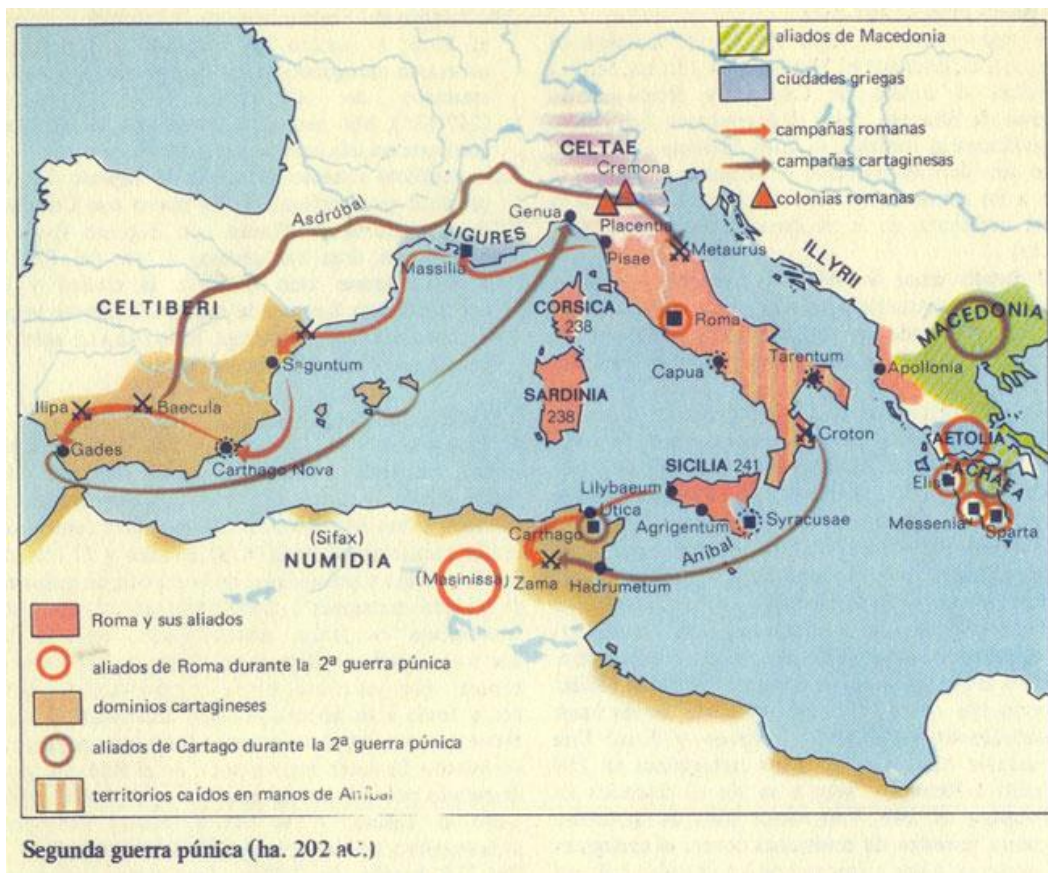 aliados de Macedonia
ciudades griegas
campañas romanas
campañas cartaginesas
colonias romanas
CELTAE
Cremona
Placentia
Genua
Pisae
Metaurus
LIGURES
Massilia
Asdrúbal
ILLYRII
CELTIBERI
CORSICA
238
Roma
MACEDONIA
Saguntum
Capua
Tarentum
Apollonia
SARDINIA
238
Ilipa
Baecula
Gades
Carthago Nova
Croton
AETOLIA
ACHAEA
Elis
SICILIA 241
Lilybaeum
Utica
Agrigentum
Syracusae
Messenia
Sparta
Carthago
Aníbal
(Sifax)
NUMIDIA
(Masinissa)
Zama
Hadrumetum
Roma y sus aliados
aliados de Roma durante la 2ª guerra púnica
dominios cartagineses
aliados de Cartago durante la 2ª guerra púnica
territorios caídos en manos de Aníbal
Segunda guerra púnica (ha. 202 aC.)